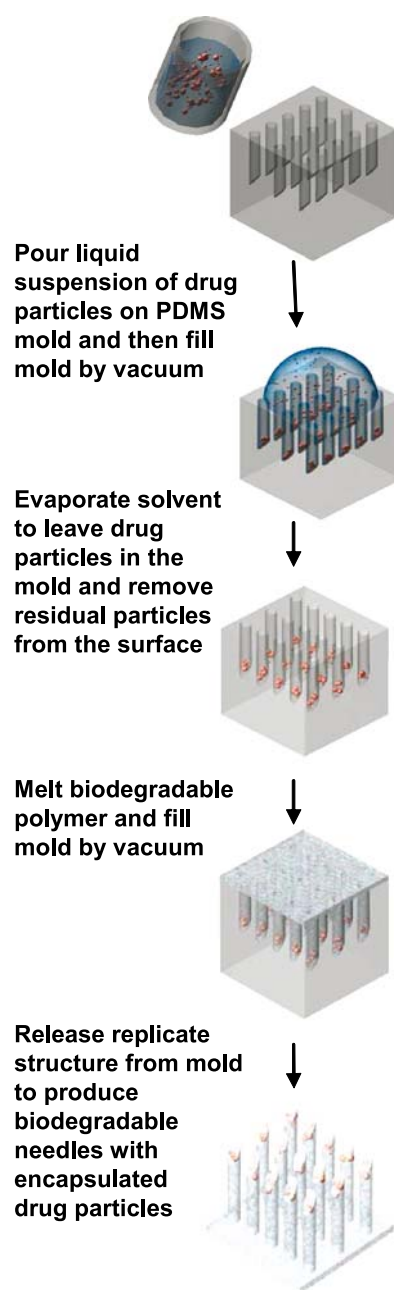 Pour liquid
suspension of drug
particles on PDMS
mold and then fill
mold by vacuum
Evaporate solvent
to leave drug
particles in the
mold and remove
residual particles
from the surface
Melt biodegradable
polymer and fill
mold by vacuum
Release replicate
structure from mold
to produce
biodegradable
needles with
encapsulated
drug particles